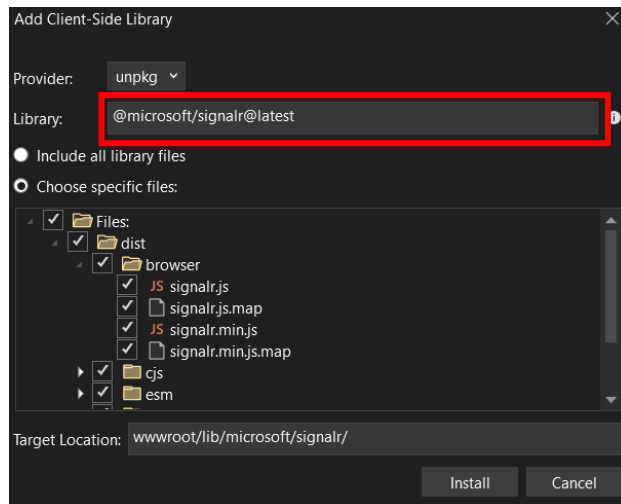 Add Client-Side Library
Provider: unpkg
Library: @microsoft/signalr@latest
Include all library files
Choose specific files:
Files:
dist
browser
JS signalr.js
signalr.js.map
JS signalr.min.js
signalr.min.js.map
cjs
esm
Target Location: wwwroot/lib/microsoft/signalr/
Install Cancel